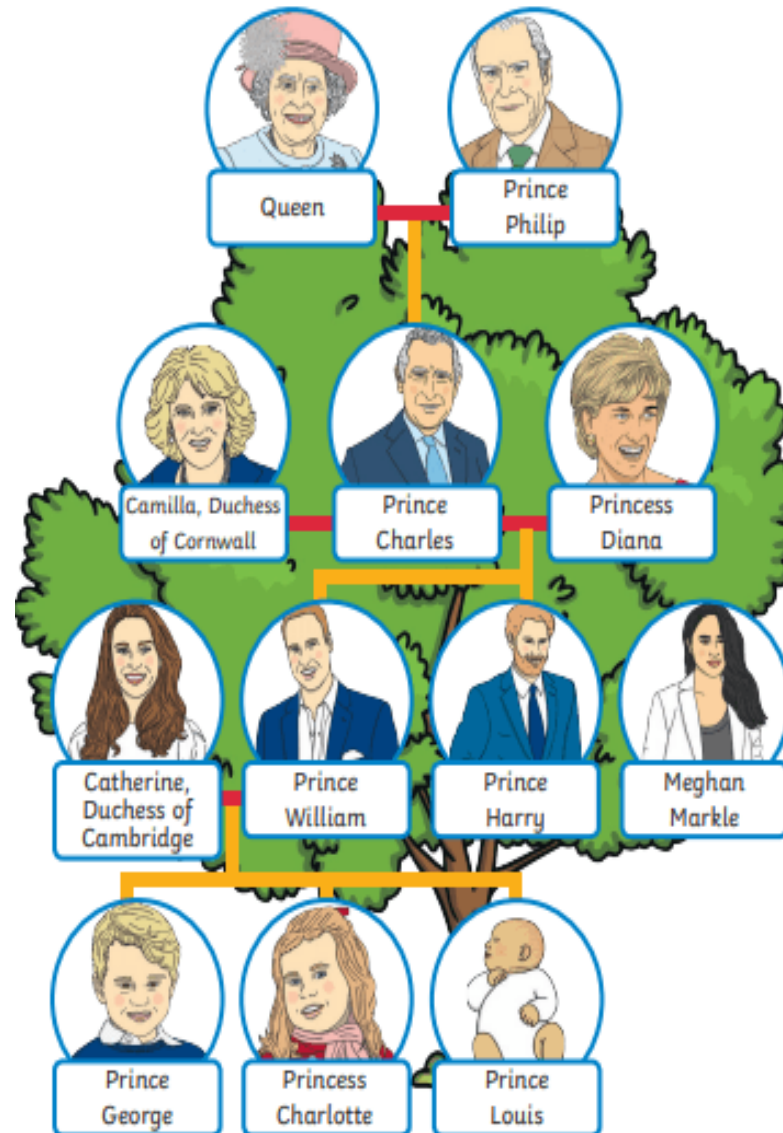 Queen
Prince
Philip
Camilla, Duchess
of Cornwall
Prince
Charles
Princess
Diana
Catherine,
Duchess of
Cambridge
Prince
William
Prince
Harry
Meghan
Markle
Prince
George
Princess
Charlotte
Prince
Louis